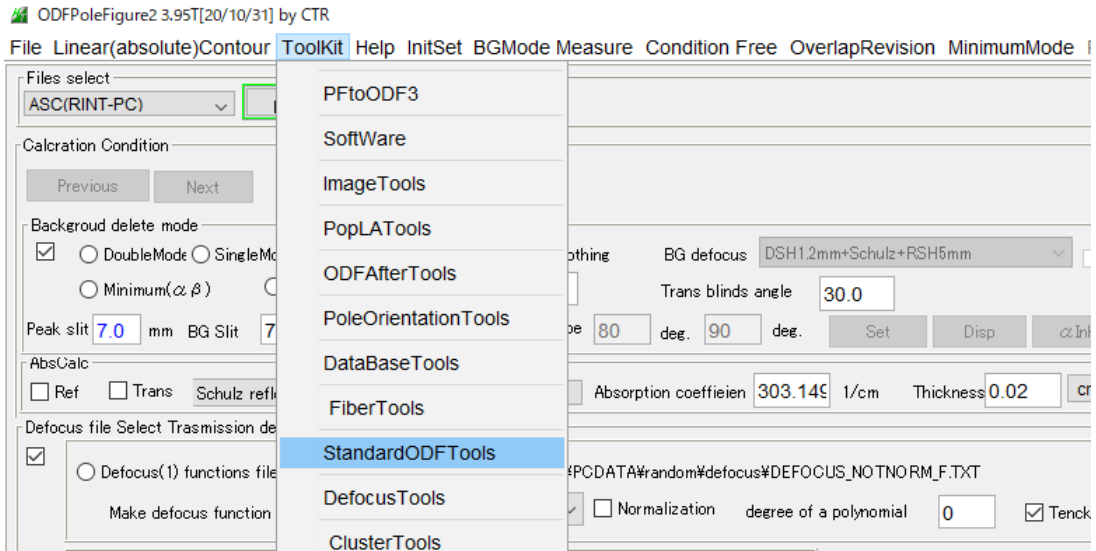 ODFPoleFigure2 3.95T[20/10/31] by CTR
File Linear(absolute)Contour ToolKit Help InitSet BGMode Measure Condition Free OverlapRevision MinimumMode
Files select
ASC(RINT-PC)
PFtoODF3
SoftWare
Calcration Condition
Previous Next
ImageTools
Backgroud delete mode
PopLATools
DoubleMode SingleMo
othing BG defocus DSH1.2mm+Schulz+RSH5mm
ODFAfterTools
Minimum(αβ)
Trans blinds angle 30.0
PoleOrientationTools
Peak slit 7.0 mm BG Slit 7
80 deg. 90 deg. Set Disp
DataBaseTools
AbsCalc
Ref Trans Schulz refle
Absorption coeffieien 303.149 1/cm Thickness 0.02
FiberTools
Defocus file Select Trasmission de
StandardODFTools
Defocus(1) functions file
¥PCDATA¥random¥defocus¥DEFOCUS_NOTNORM_F.TXT
DefocusTools
Make defocus function
Normalization degree of a polynomial 0 Tenck
ClusterTools